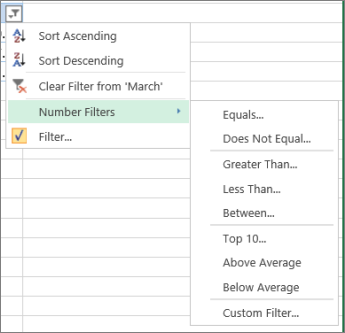 Sort Ascending
Sort Descending
Clear Filter from 'March'
Number Filters
Filter...
Equals...
Does Not Equal...
Greater Than...
Less Than...
Between...
Top 10...
Above Average
Below Average
Custom Filter...